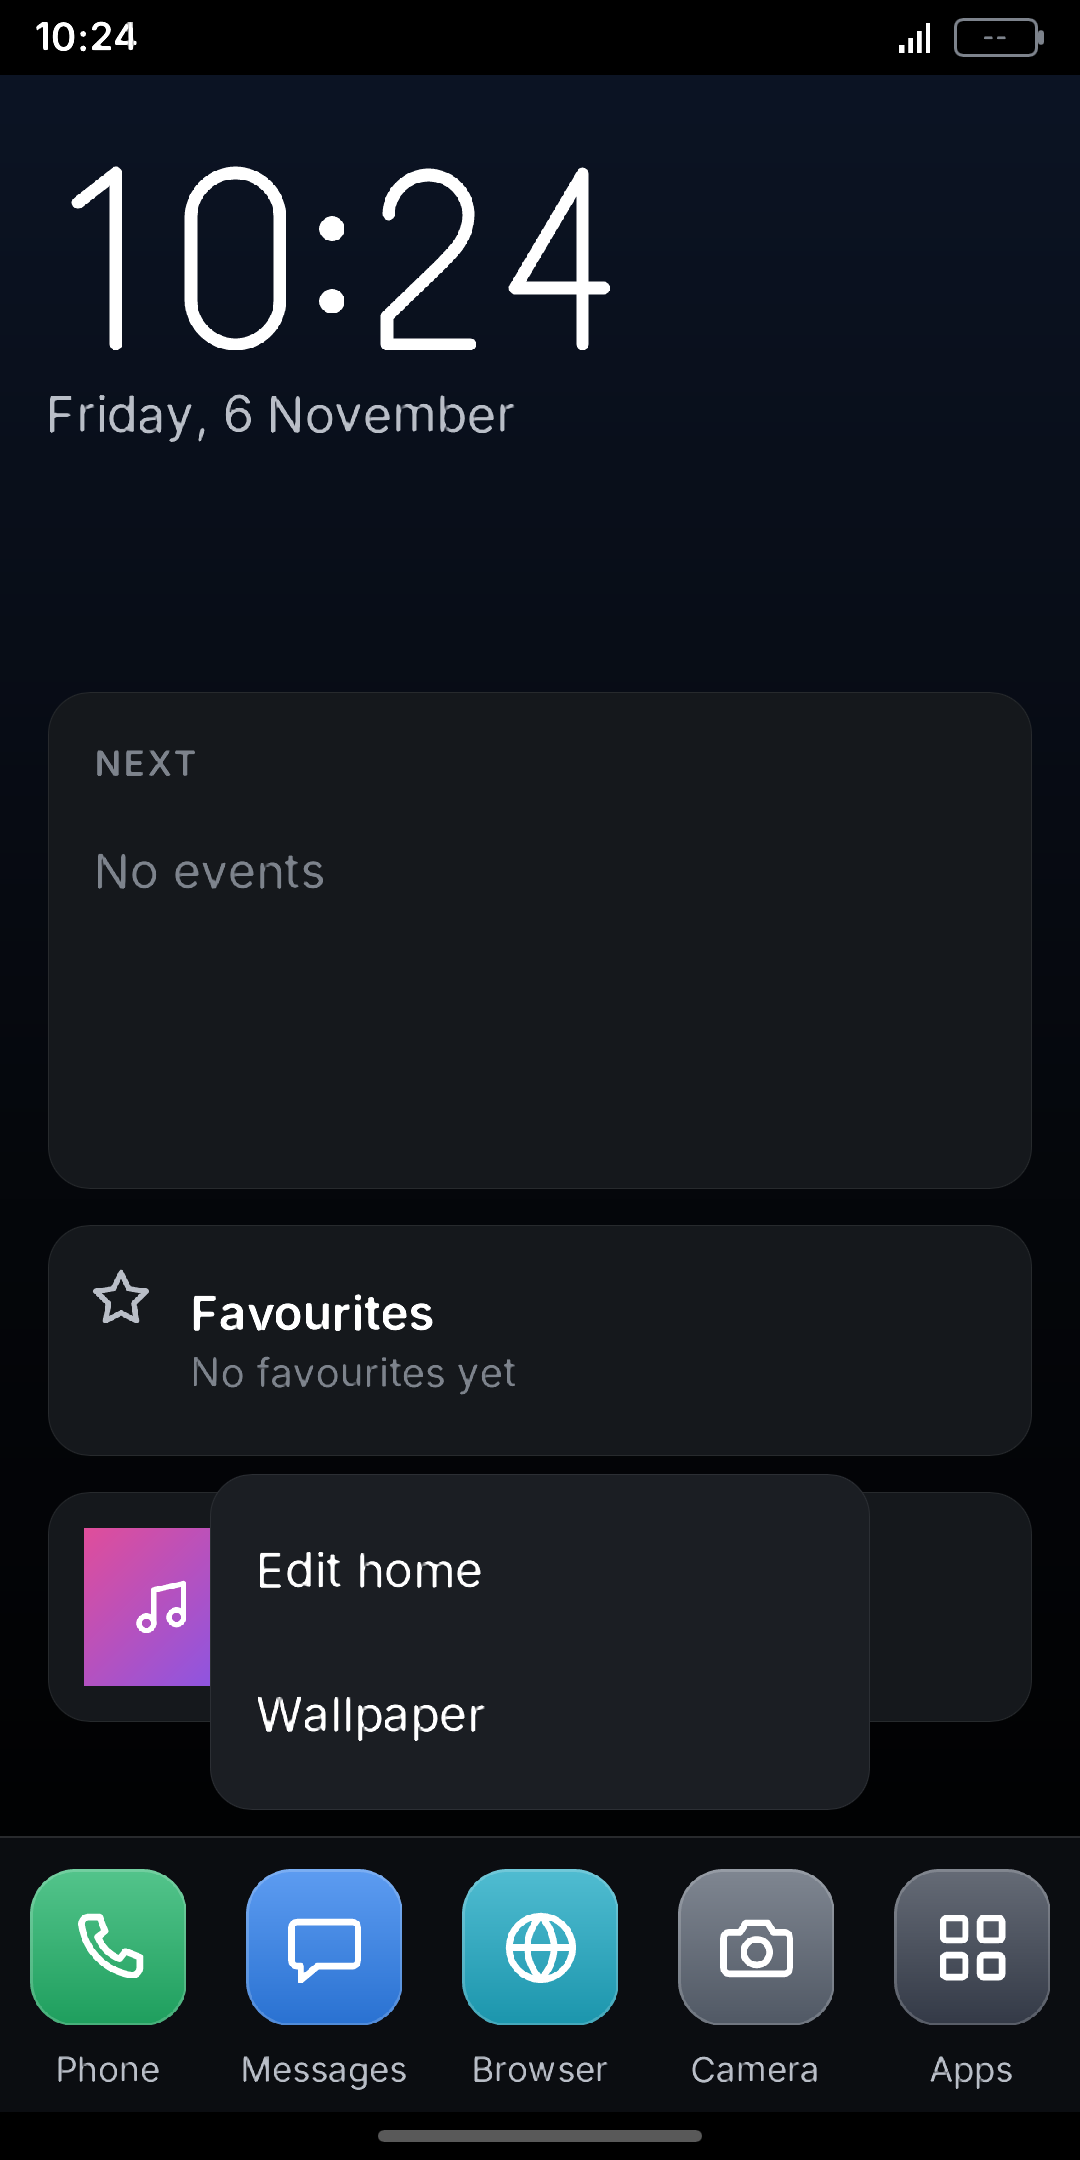 10:24
--
10:24
Friday, 6 November
NEXT
No events
Favourites
No favourites yet
Edit home
Wallpaper
Phone
Messages
Browser
Camera
Apps